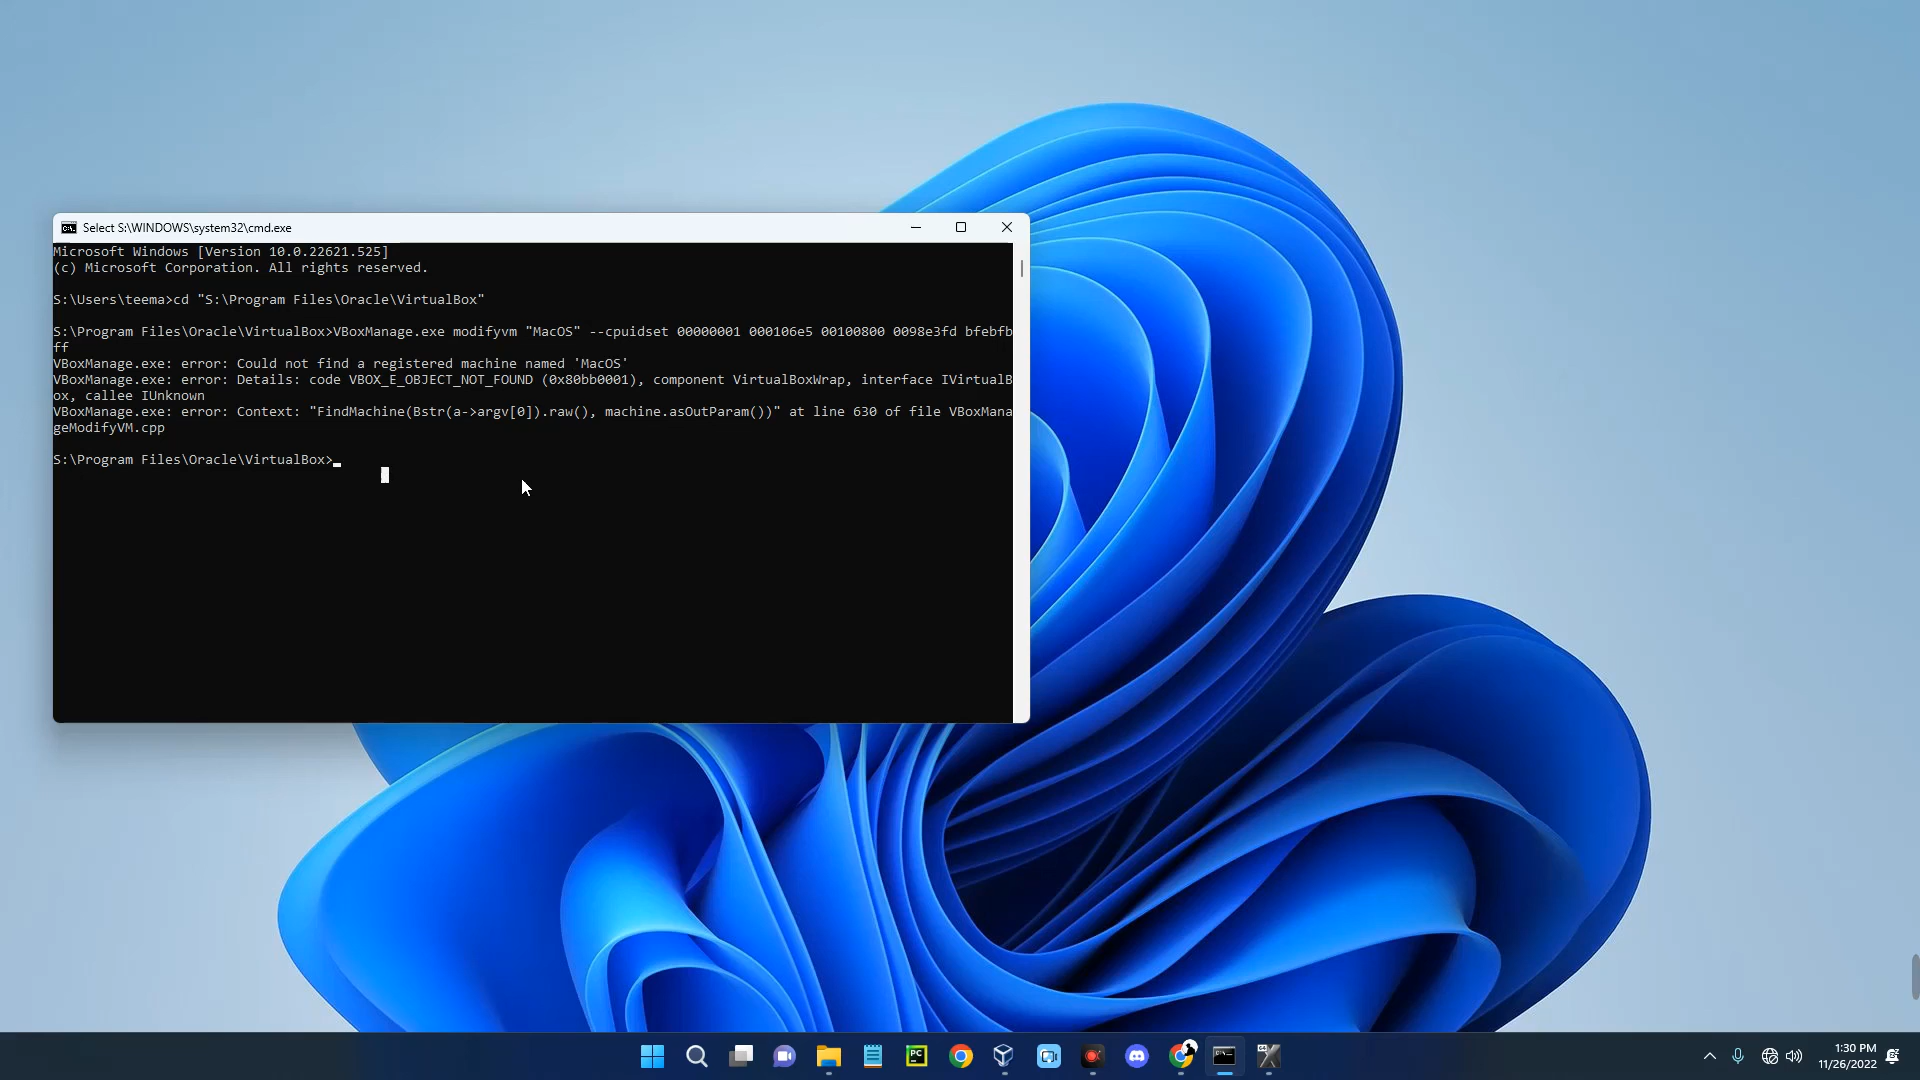 Select S:\WINDOWS\system32\cmd.exe
Microsoft Windows [Version 10.0.22621.525]
(c) Microsoft Corporation. All rights reserved.
S:\Users\teema>cd "S:\Program Files\Oracle\VirtualBox"
S:\Program Files\Oracle\VirtualBox>VBoxManage.exe modifyvm "MacOS" --cpuidset 00000001 000106e5 00100800 0098e3fd bfebfb
ff
VBoxManage.exe: error: Could not find a registered machine named 'MacOS'
VBoxManage.exe: error: Details: code VBOX_E_OBJECT_NOT_FOUND (0x80bb0001), component VirtualBoxWrap, interface IVirtualB
ox, callee IUnknown
VBoxManage.exe: error: Context: "FindMachine(Bstr(a->argv[0]).raw(), machine.asOutParam())" at line 630 of file VBoxMana
geModifyVM.cpp
S:\Program Files\Oracle\VirtualBox>
PC
1:30 PM
11/26/2022